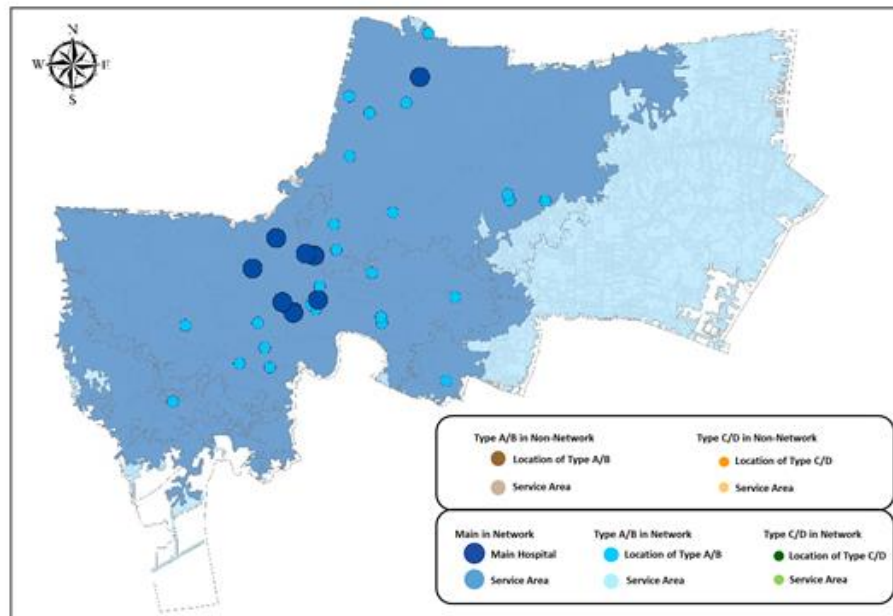 N
W E
S
Type A/B in Non-Network Type C/D in Non-Network
Location of Type A/B Location of Type C/D
Service Area Service Area
Main in Network Type A/B in Network Type C/D in Network
Main Hospital Location of Type A/B Location of Type C/D
Service Area Service Area Service Area